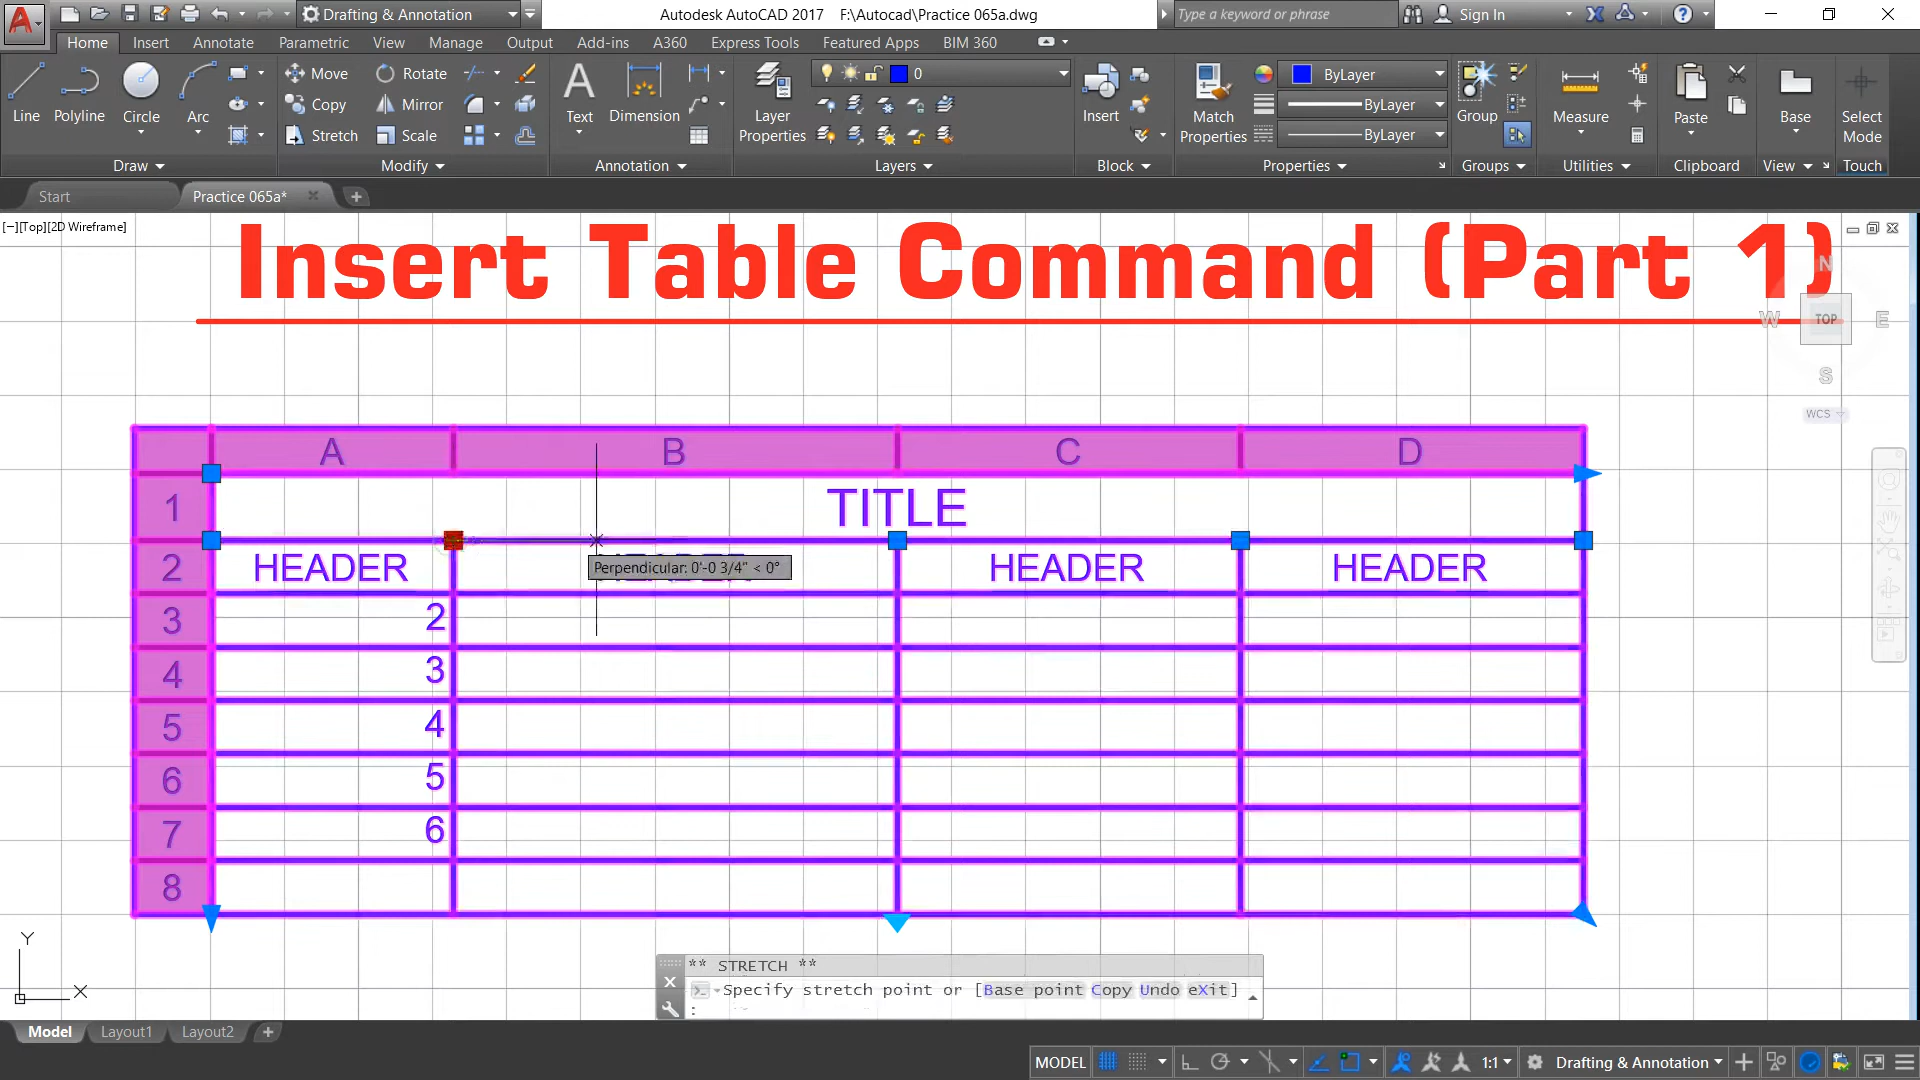 Drafting & Annotation
Autodesk AutoCAD 2017 F:\Autocad\Practice 065a.dwg
Type a keyword or phrase
Sign In
Home Insert Annotate Parametric View Manage Output Add-ins A360 Express Tools Featured Apps BIM 360
Line Polyline Circle Arc
Move Rotate
Copy Mirror
Stretch Scale
Text Dimension
Layer Properties
0
Insert
Match Properties
ByLayer
ByLayer
ByLayer
Group
Measure
Paste
Base
Select Mode
Draw Modify Annotation Layers Block Properties Groups Utilities Clipboard View Touch
Start Practice 065a*
[−][Top][2D Wireframe]
Insert Table Command (Part 1)
N
W TOP E
S
WCS
A B C D
1 TITLE
2 HEADER HEADER HEADER
Perpendicular: 0'-0 3/4" < 0°
3 2
4 3
5 4
6 5
7 6
8
Y
X
** STRETCH **
Specify stretch point or [Base point Copy Undo eXit]
:
Model Layout1 Layout2
MODEL 1:1 Drafting & Annotation